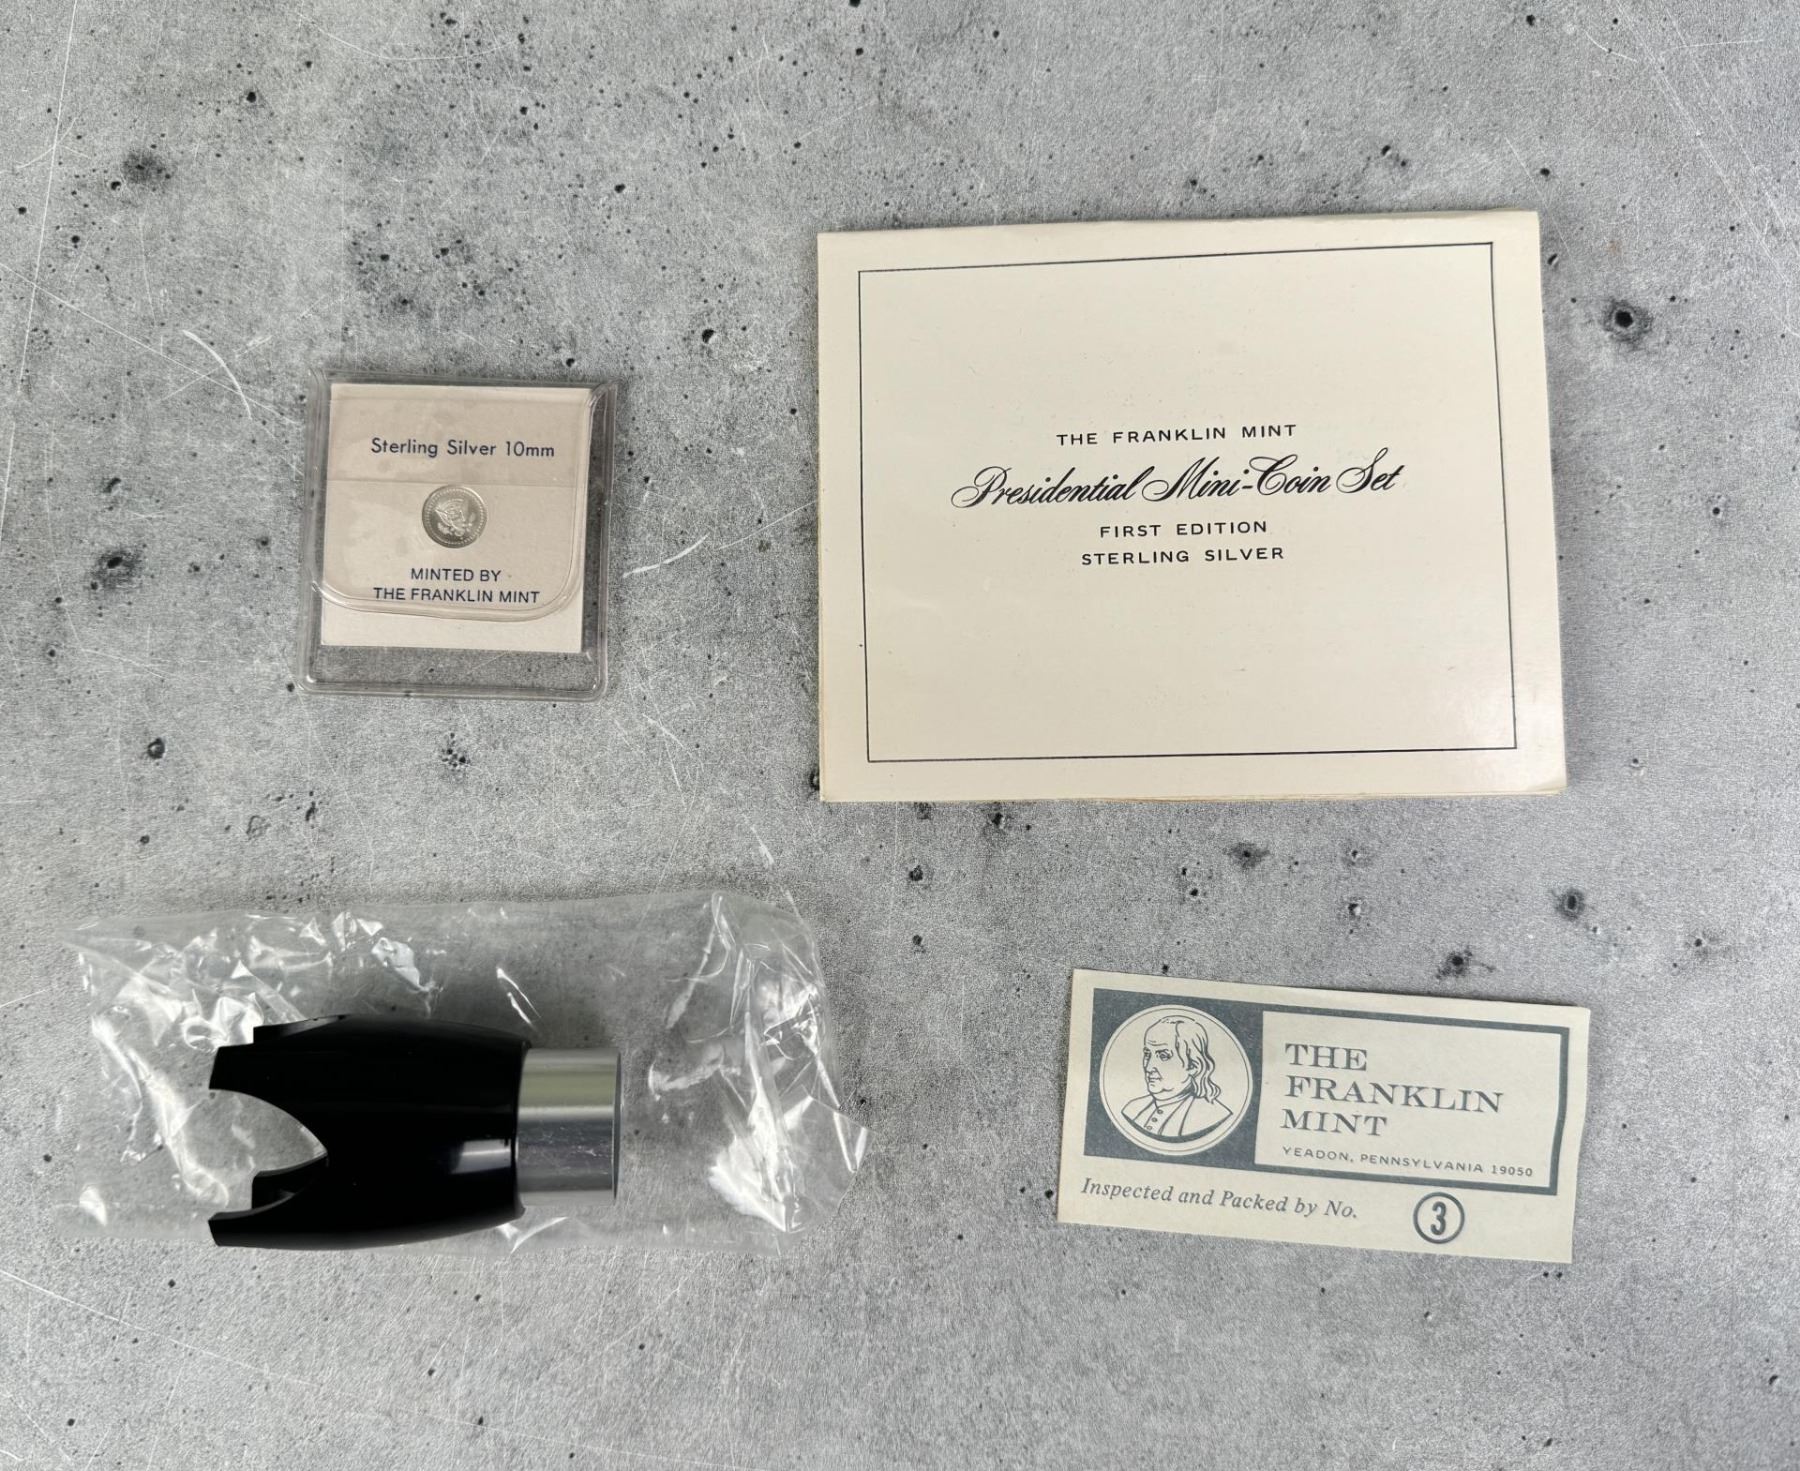 Sterling Silver 10mm
MINTED BY
THE FRANKLIN MINT
THE FRANKLIN MINT
Presidential Mini-Coin Set
FIRST EDITION
STERLING SILVER
THE
FRANKLIN
MINT
YEADON, PENNSYLVANIA 19050
Inspected and Packed by No. 3